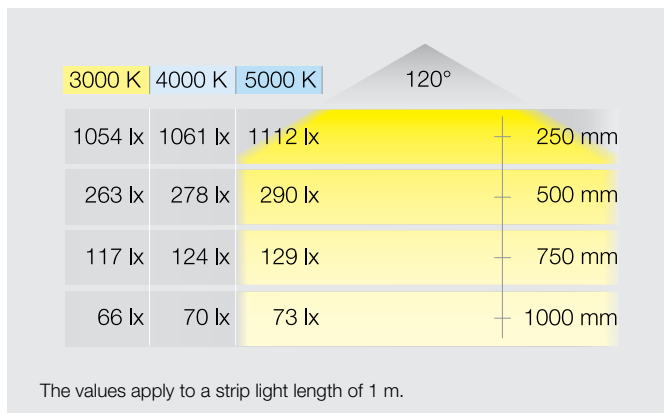 3000 K 4000 K 5000 K 120°
1054 lx 1061 lx 1112 lx 250 mm
263 lx 278 lx 290 lx 500 mm
117 lx 124 lx 129 lx 750 mm
66 lx 70 lx 73 lx 1000 mm
The values apply to a strip light length of 1 m.